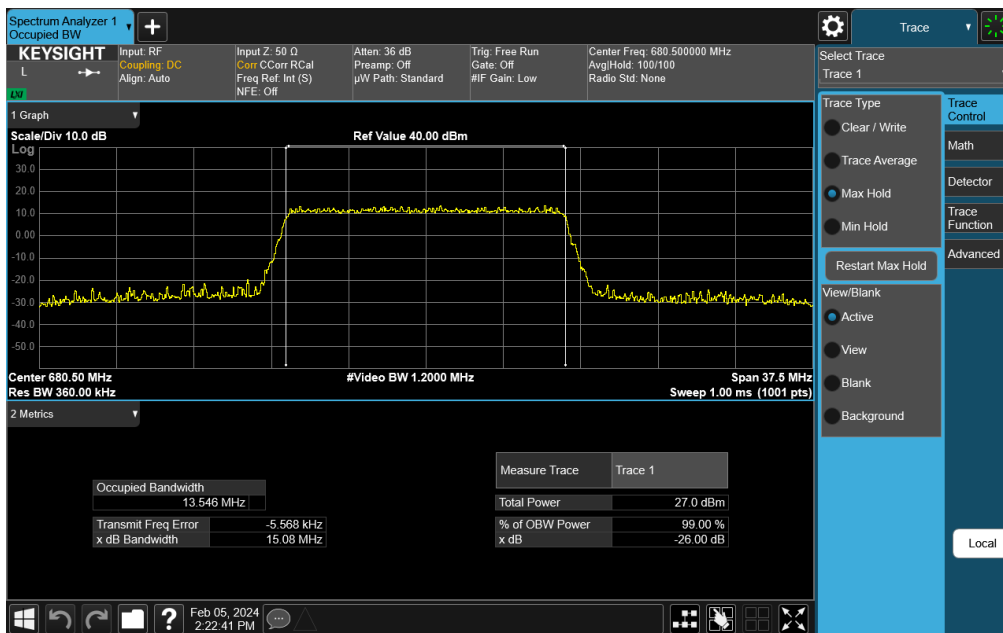 Spectrum Analyzer 1
Occupied BW
Trace
KEYSIGHT
L
LXI
Input: RF
Coupling: DC
Align: Auto
Input Z: 50 Ω
Corr CCorr RCal
Freq Ref: Int (S)
NFE: Off
Atten: 36 dB
Preamp: Off
µW Path: Standard
Trig: Free Run
Gate: Off
#IF Gain: Low
Center Freq: 680.500000 MHz
Avg|Hold: 100/100
Radio Std: None
Select Trace
Trace 1
1 Graph
Scale/Div 10.0 dB
Ref Value 40.00 dBm
Log
30.0
20.0
10.0
0.00
-10.0
-20.0
-30.0
-40.0
-50.0
Center 680.50 MHz
#Video BW 1.2000 MHz
Span 37.5 MHz
Res BW 360.00 kHz
Sweep 1.00 ms (1001 pts)
Trace Type
Clear / Write
Trace Average
Max Hold
Min Hold
Restart Max Hold
View/Blank
Active
View
Blank
Background
Trace
Control
Math
Detector
Trace
Function
Advanced
Local
2 Metrics
Occupied Bandwidth
13.546 MHz
Transmit Freq Error -5.568 kHz
x dB Bandwidth 15.08 MHz
Measure Trace Trace 1
Total Power 27.0 dBm
% of OBW Power 99.00 %
x dB -26.00 dB
?
Feb 05, 2024
2:22:41 PM